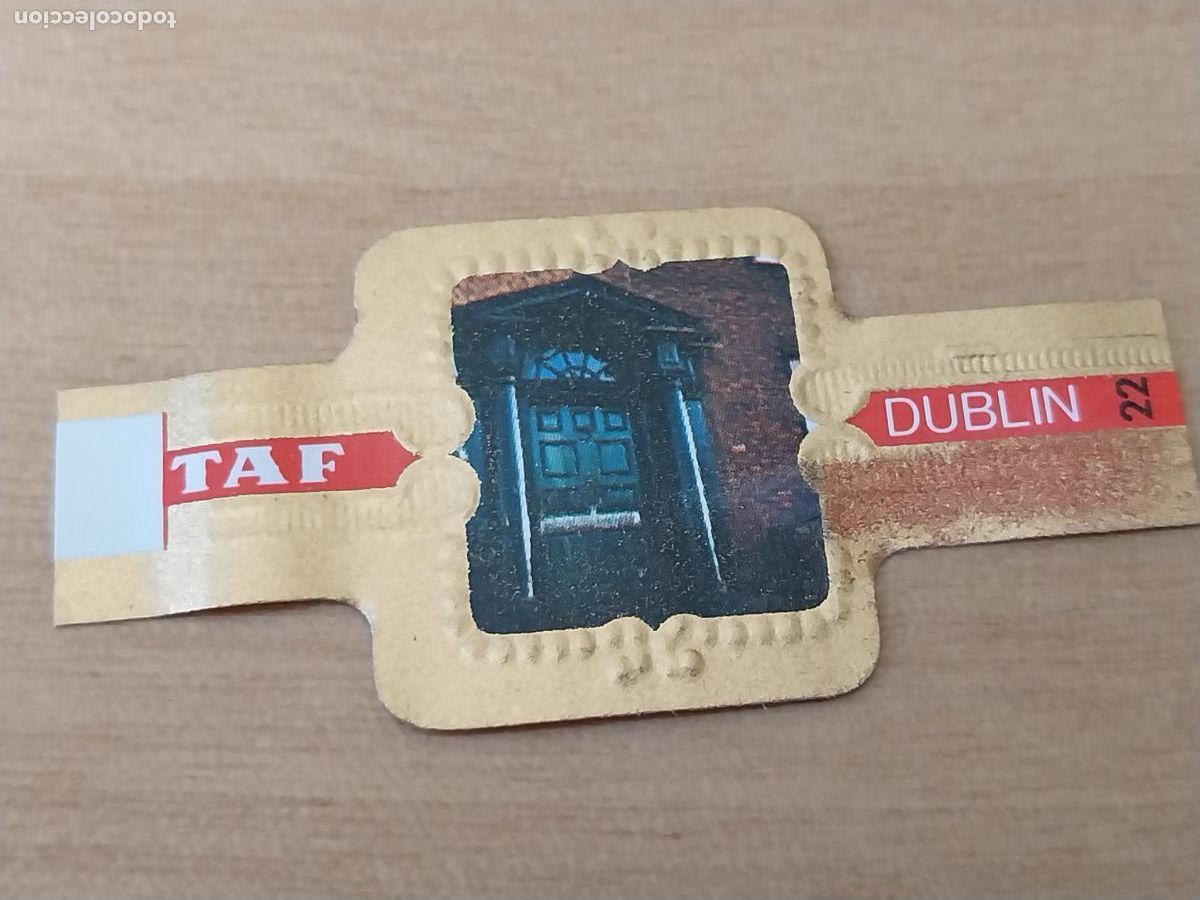 todocoleccion
TAF
DUBLIN
22